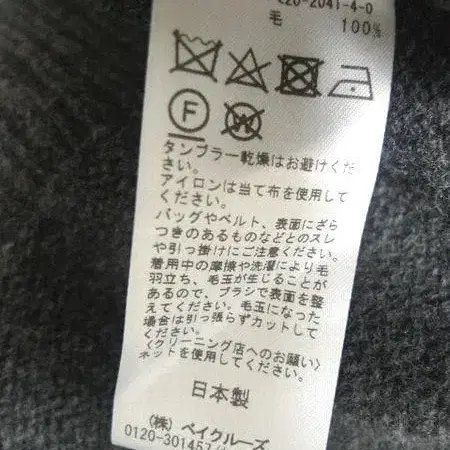 120-2041-4-0
毛 100%
F
W
タンブラー乾燥はお避けくだ
さい。
アイロンは当て布を使用して
ください。
バッグやベルト、表面にざら
つきのあるものなどとのスレ
や引っ掛けにご注意ください。
着用中の摩擦や洗濯により毛
羽立ち、毛玉が生じることが
あるので、ブラシで表面を整
えてください。毛玉になった
場合は引っ張らずカットして
ください。
〈クリーニング店へのお願い〉
ネットを使用してください。
日本製
(株) ベイクルーズ
0120-301457